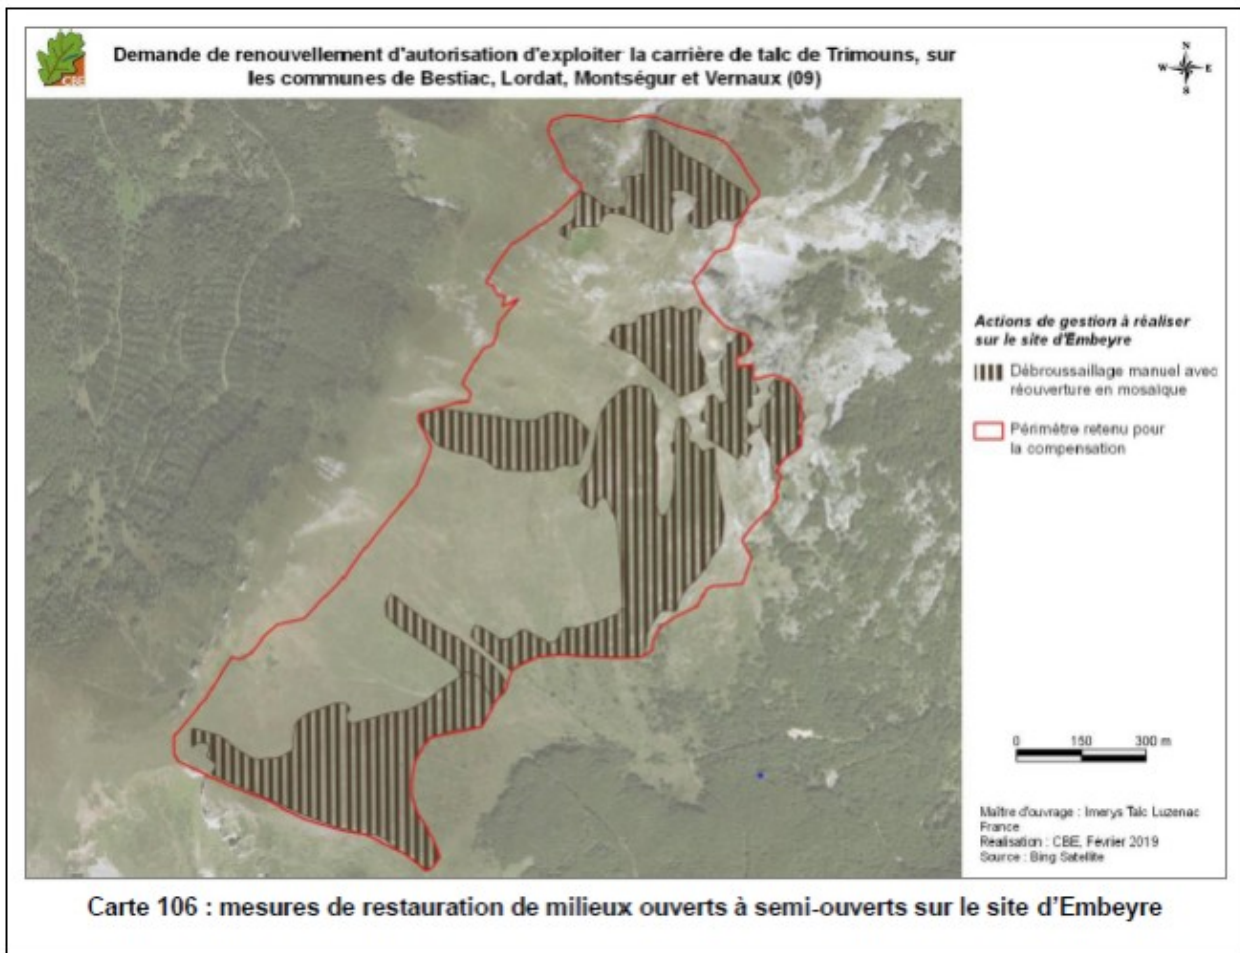 CBE
Demande de renouvellement d'autorisation d'exploiter la carrière de talc de Trimouns, sur
les communes de Bestiac, Lordat, Montségur et Vernaux (09)
N
W E
S
Actions de gestion à réaliser
sur le site d'Embeyre
Débroussaillage manuel avec
réouverture en mosaïque
Périmètre retenu pour
la compensation
0 150 300 m
Maître d'ouvrage : Imerys Talc Luzenac
France
Réalisation : CBE, Février 2019
Source : Bing Satellite
Carte 106 : mesures de restauration de milieux ouverts à semi-ouverts sur le site d'Embeyre